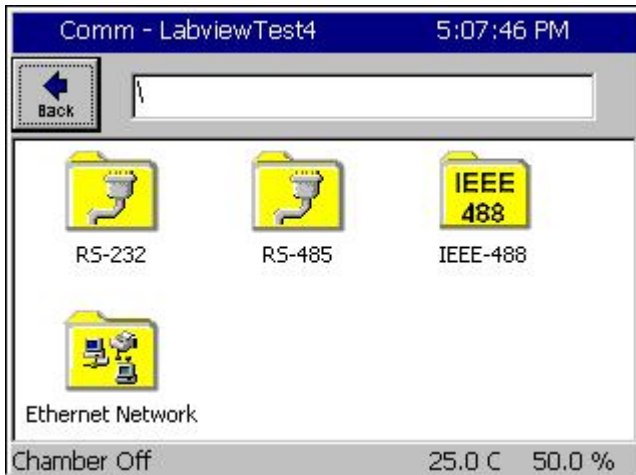 Comm - LabviewTest4 5:07:46 PM
Back
\
IEEE
488
RS-232 RS-485 IEEE-488
Ethernet Network
Chamber Off 25.0 C 50.0 %